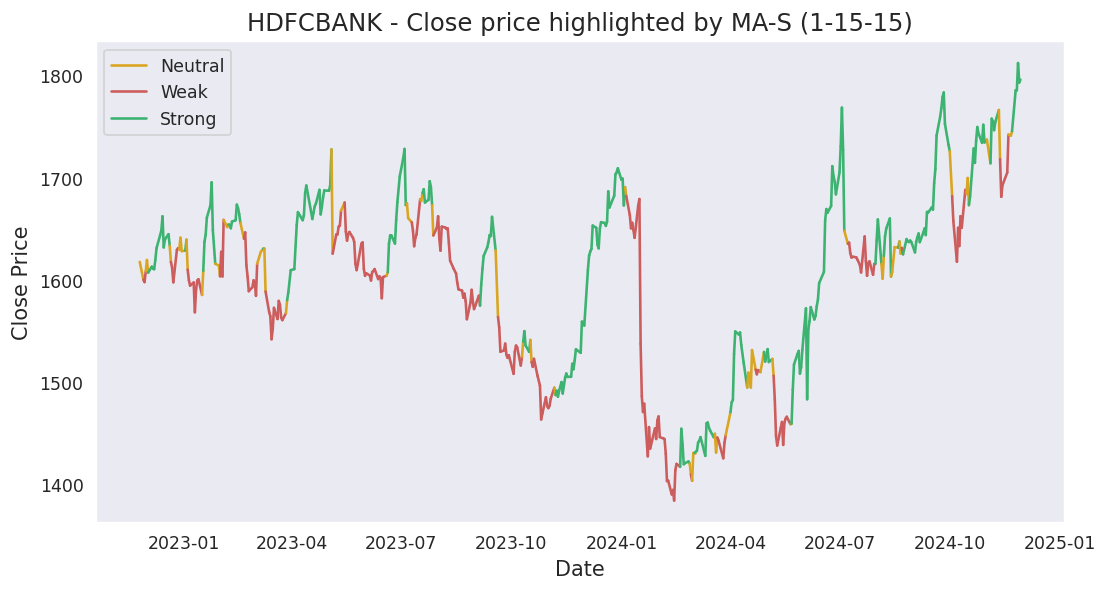 HDFCBANK - Close price highlighted by MA-S (1-15-15)
Neutral
Weak
Strong
Close Price
1800
1700
1600
1500
1400
2023-01 2023-04 2023-07 2023-10 2024-01 2024-04 2024-07 2024-10 2025-01
Date